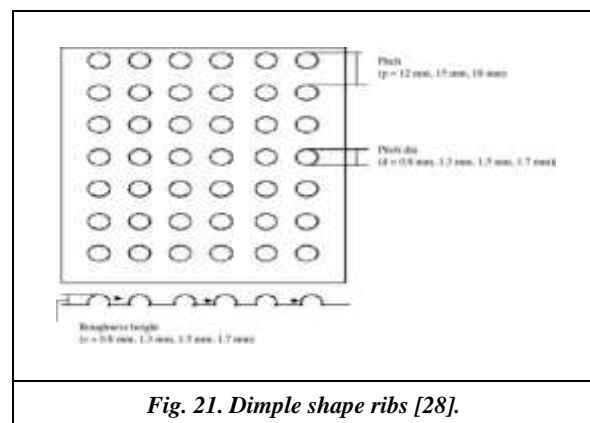 Pitch
(p = 12 mm, 15 mm, 18 mm)
Pitch dia
(d = 0.8 mm, 1.3 mm, 1.5 mm, 1.7 mm)
Roughness height
(e = 0.8 mm, 1.3 mm, 1.5 mm, 1.7 mm)
Fig. 21. Dimple shape ribs [28].